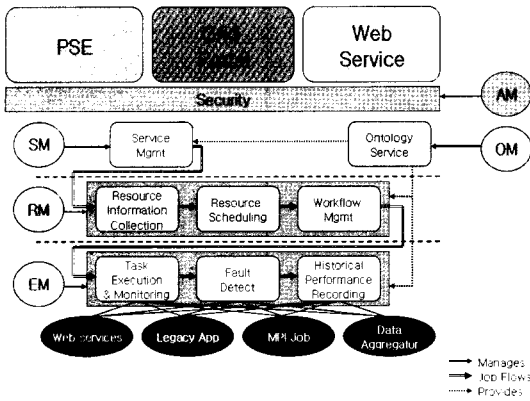 PSE
Web
Service
Security
AM
SM
Service
Mgmt
Ontology
Service
OM
RM
Resource
Information
Collection
Resource
Scheduling
Workflow
Mgmt
EM
Task
Execution
& Monitoring
Fault
Detect
Historical
Performance
Recording
Web services
Legacy App
MPI Job
Data
Aggregator
Manages
Job Flows
Provides